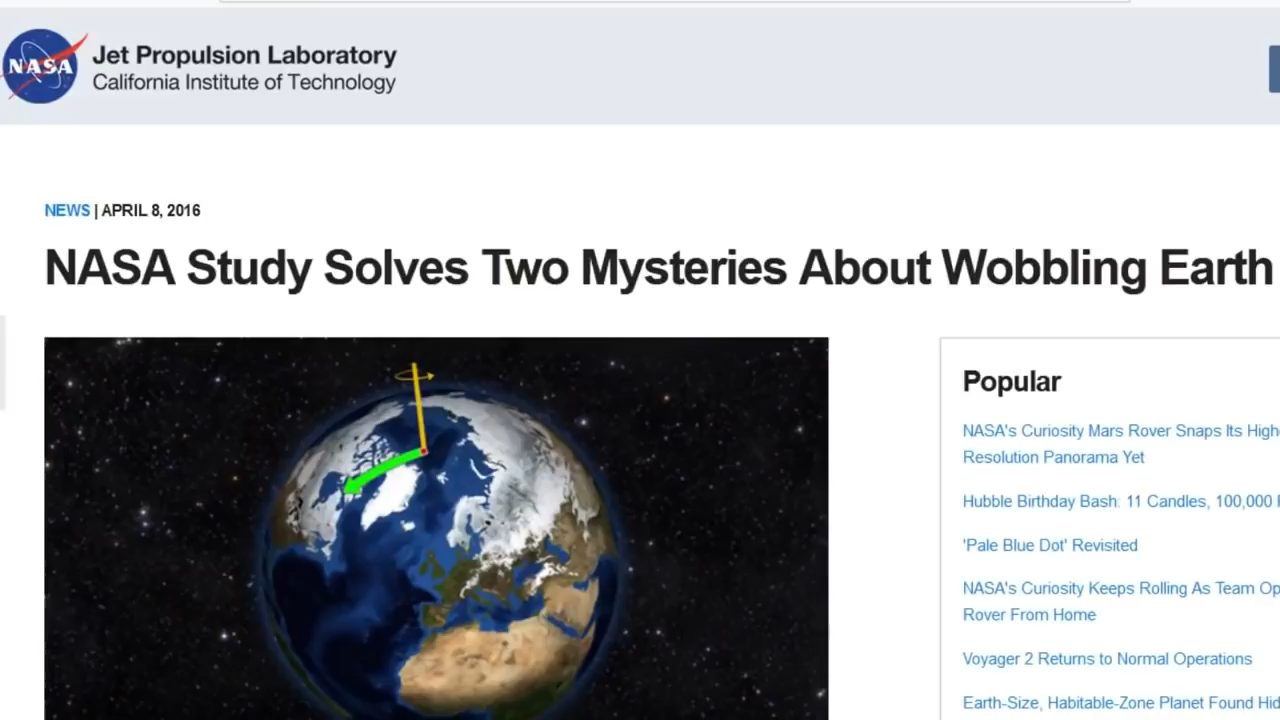 NASA
Jet Propulsion Laboratory
California Institute of Technology
NEWS | APRIL 8, 2016
NASA Study Solves Two Mysteries About Wobbling Earth
Popular
NASA's Curiosity Mars Rover Snaps Its High
Resolution Panorama Yet
Hubble Birthday Bash: 11 Candles, 100,000
'Pale Blue Dot' Revisited
NASA's Curiosity Keeps Rolling As Team Op
Rover From Home
Voyager 2 Returns to Normal Operations
Earth-Size, Habitable-Zone Planet Found Hid